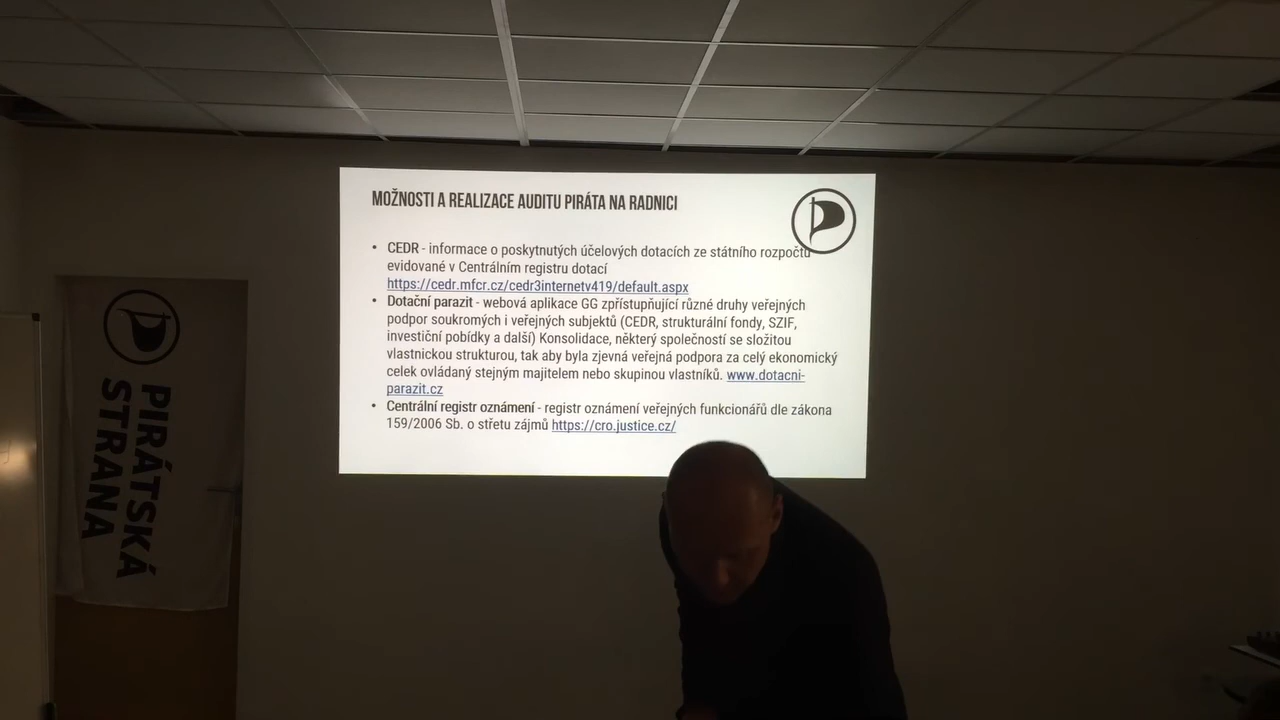 MOŽNOSTI A REALIZACE AUDITU PIRÁTA NA RADNICI
• CEDR - informace o poskytnutých účelových dotacích ze státního rozpočtu
evidované v Centrálním registru dotací
https://cedr.mfcr.cz/cedr3internetv419/default.aspx
• Dotační parazit - webová aplikace GG zpřístupňující různé druhy veřejných
podpor soukromých i veřejných subjektů (CEDR, strukturální fondy, SZIF,
investiční pobídky a další) Konsolidace, některý společností se složitou
vlastnickou strukturou, tak aby byla zjevná veřejná podpora za celý ekonomický
celek ovládaný stejným majitelem nebo skupinou vlastníků. www.dotacni-
parazit.cz
• Centrální registr oznámení - registr oznámení veřejných funkcionářů dle zákona
159/2006 Sb. o střetu zájmů https://cro.justice.cz/
PIRÁTSKÁ
STRANA